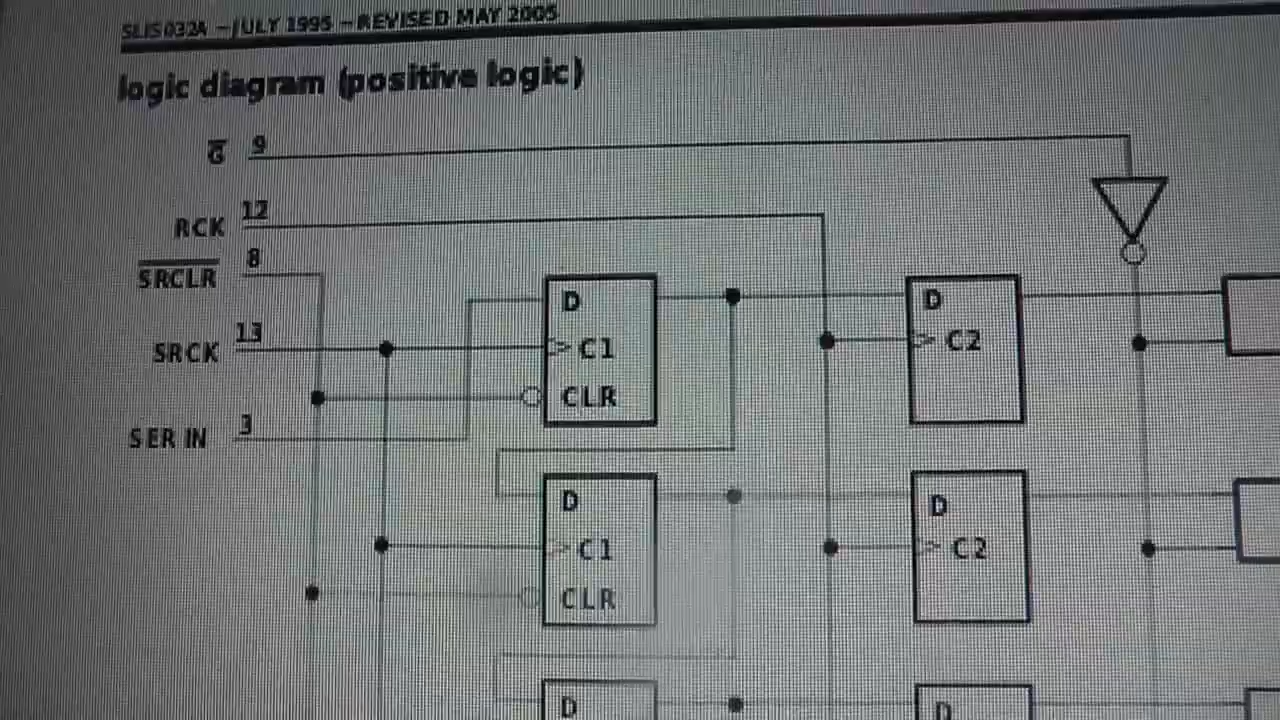 SLIS032A – JULY 1995 – REVISED MAY 2005
logic diagram (positive logic)
G 9
RCK 12
SRCLR 8
SRCK 13
SER IN 3
D D
C1 C2
CLR
D D
C1 C2
CLR
D D